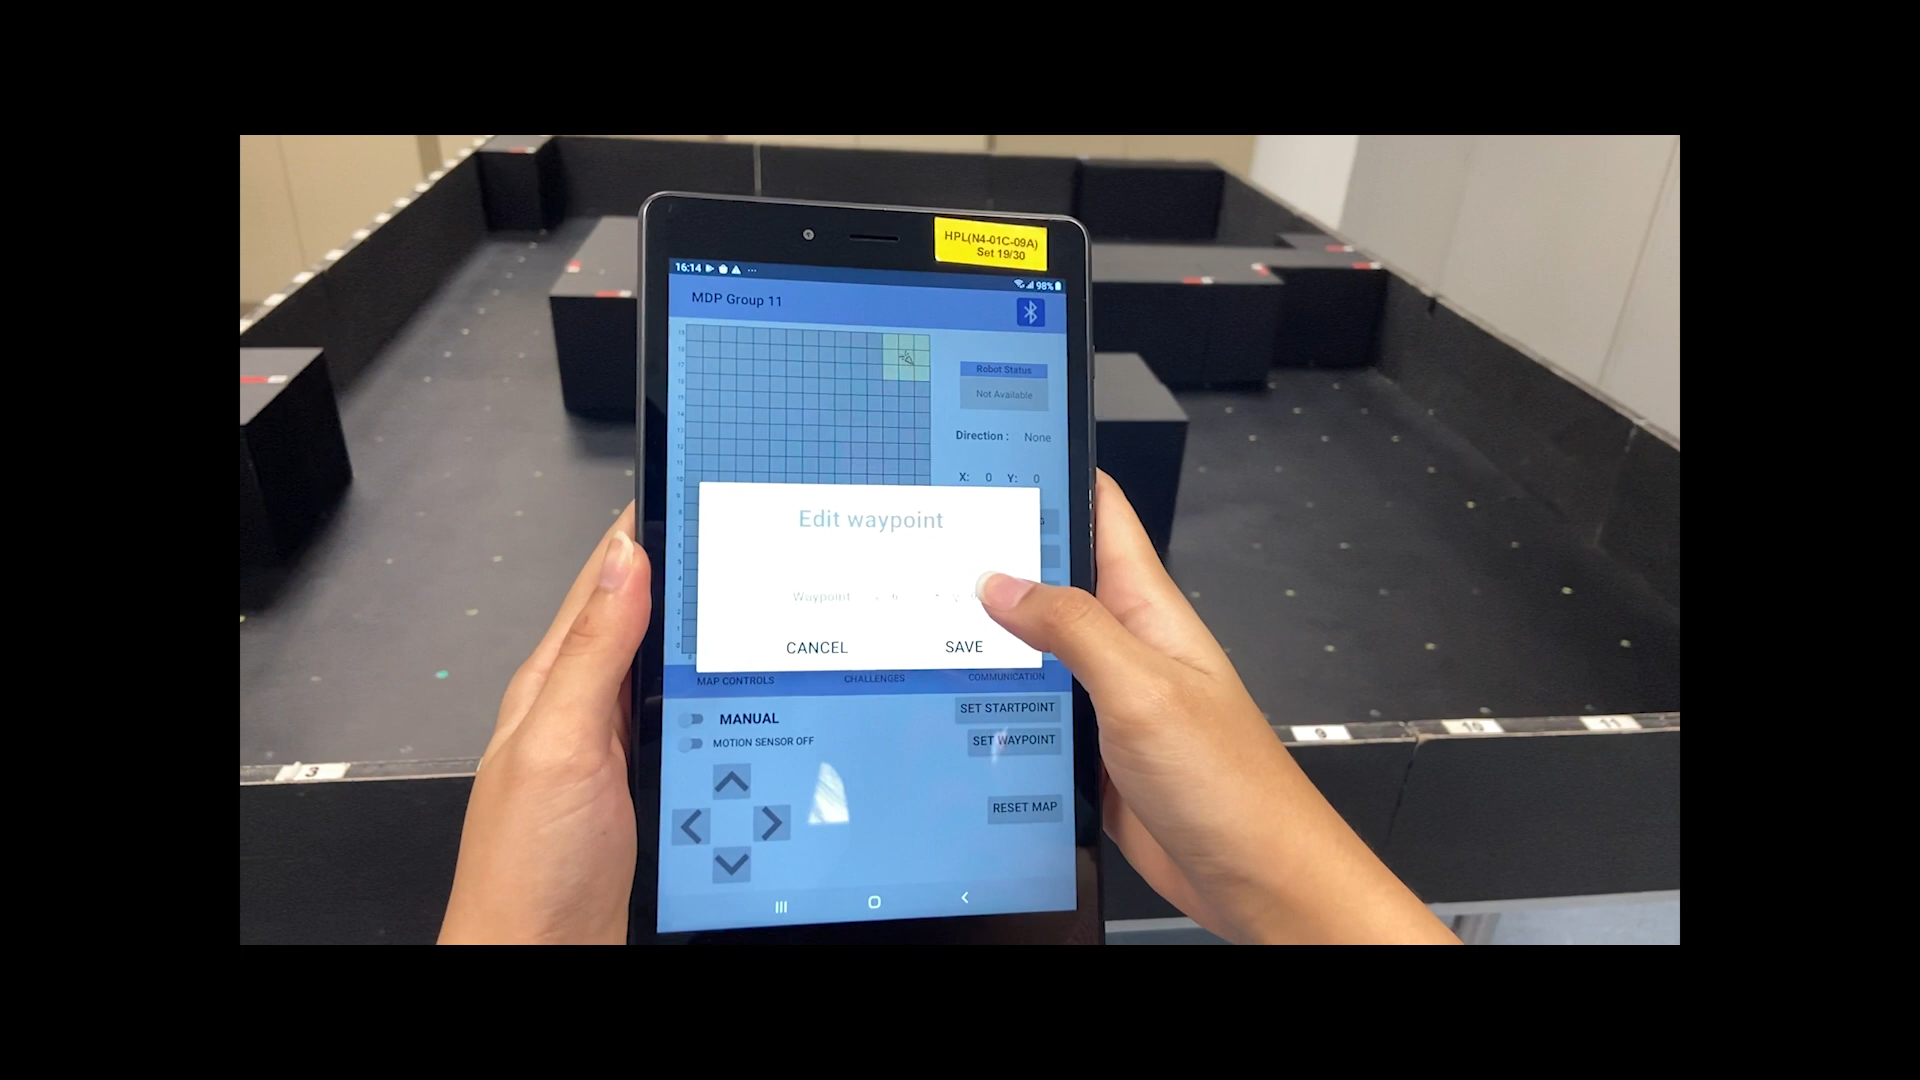 HPL(N4-01C-09A)
Set 19/30
16:14
98%
MDP Group 11
Robot Status
Not Available
Direction : None
X: 0 Y: 0
Edit waypoint
Waypoint
CANCEL SAVE
MAP CONTROLS CHALLENGES COMMUNICATION
MANUAL
SET STARTPOINT
MOTION SENSOR OFF
SET WAYPOINT
RESET MAP
3
9
10
11